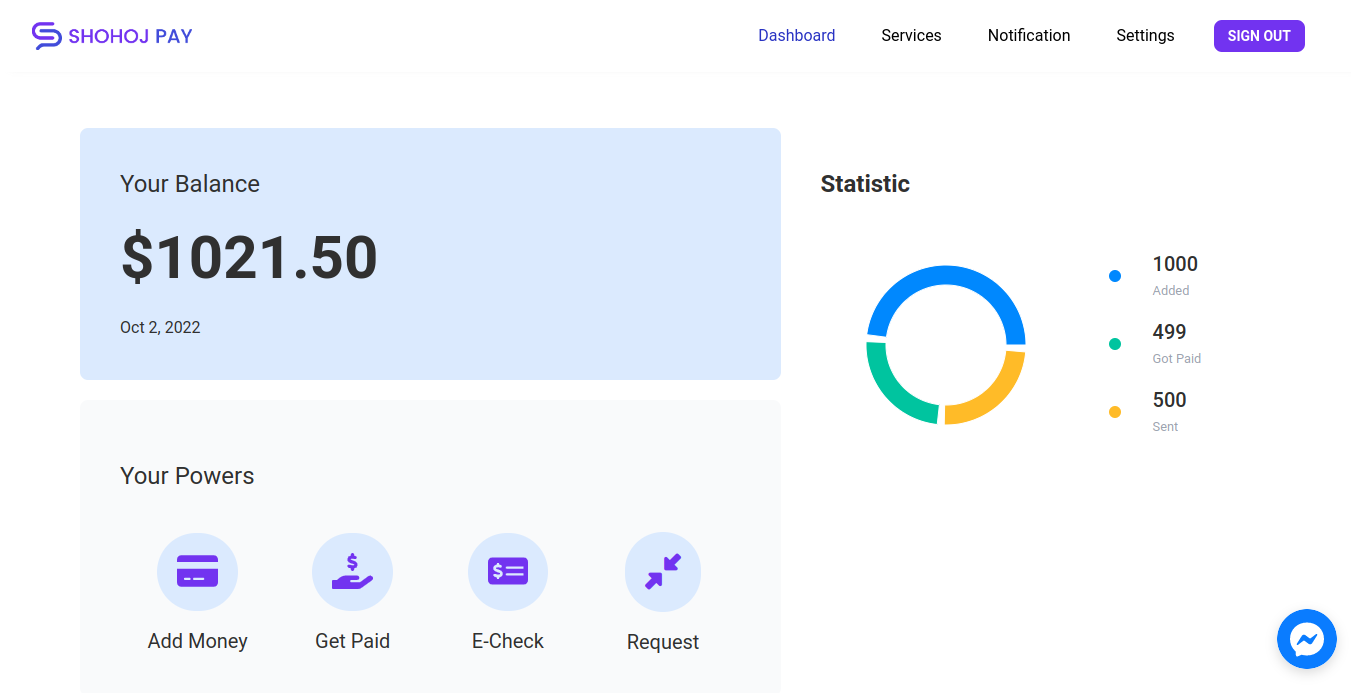 SHOHOJ PAY
Dashboard Services Notification Settings SIGN OUT
Your Balance
$1021.50
Oct 2, 2022
Statistic
1000
Added
499
Got Paid
500
Sent
Your Powers
$
$
Add Money Get Paid E-Check Request